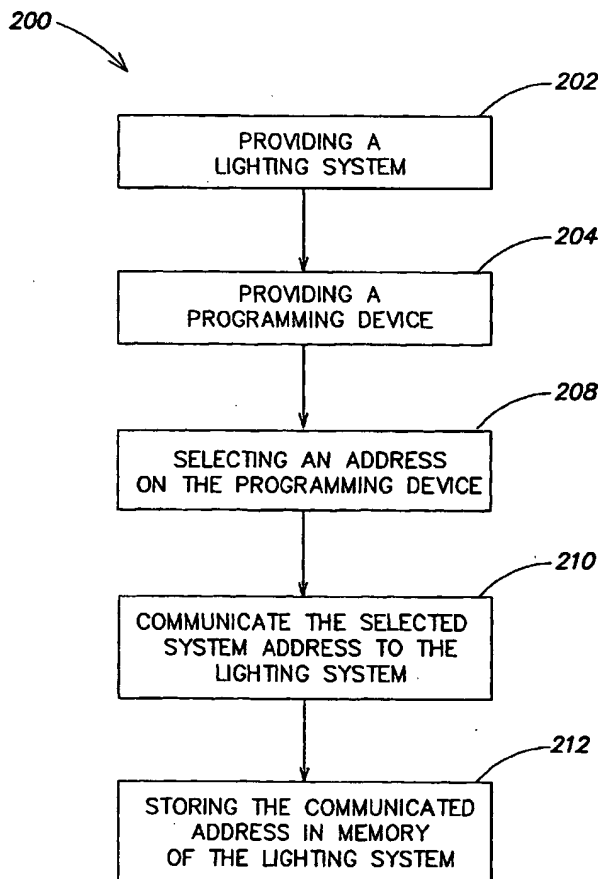 200
202
PROVIDING A
LIGHTING SYSTEM
204
PROVIDING A
PROGRAMMING DEVICE
208
SELECTING AN ADDRESS
ON THE PROGRAMMING DEVICE
210
COMMUNICATE THE SELECTED
SYSTEM ADDRESS TO THE
LIGHTING SYSTEM
212
STORING THE COMMUNICATED
ADDRESS IN MEMORY
OF THE LIGHTING SYSTEM